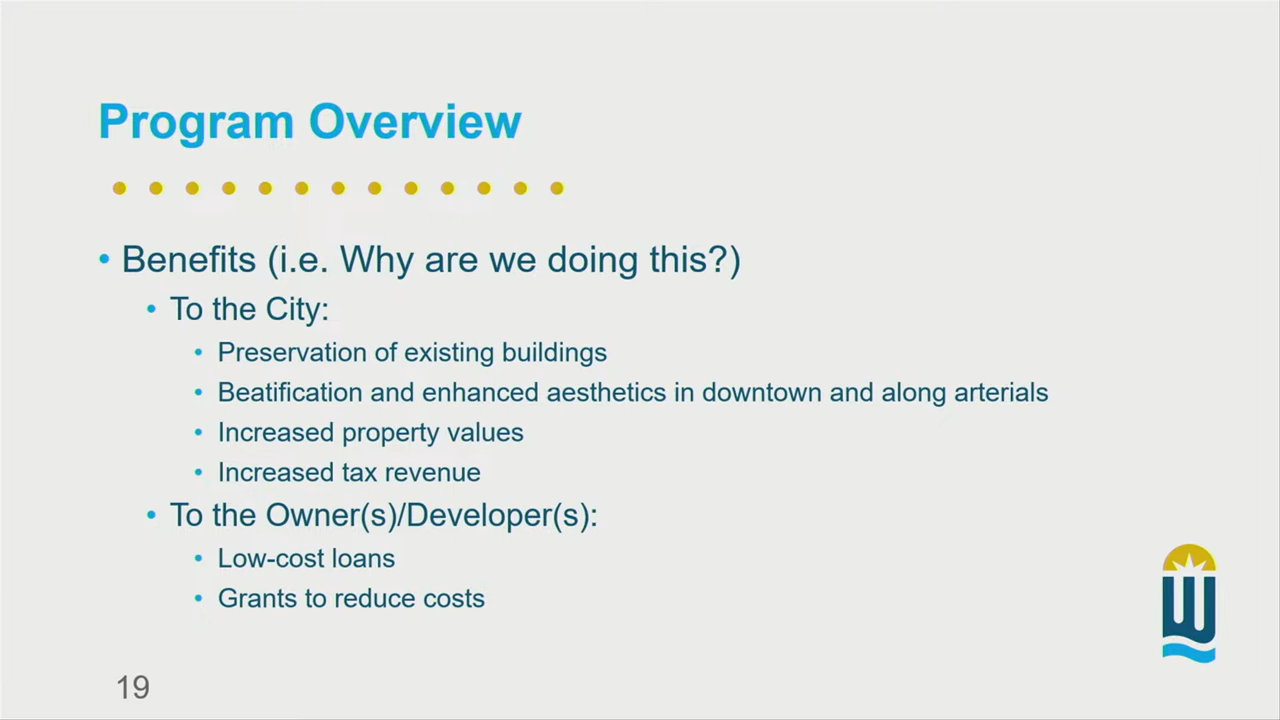 Program Overview
• Benefits (i.e. Why are we doing this?)
• To the City:
• Preservation of existing buildings
• Beatification and enhanced aesthetics in downtown and along arterials
• Increased property values
• Increased tax revenue
• To the Owner(s)/Developer(s):
• Low-cost loans
• Grants to reduce costs
W
19